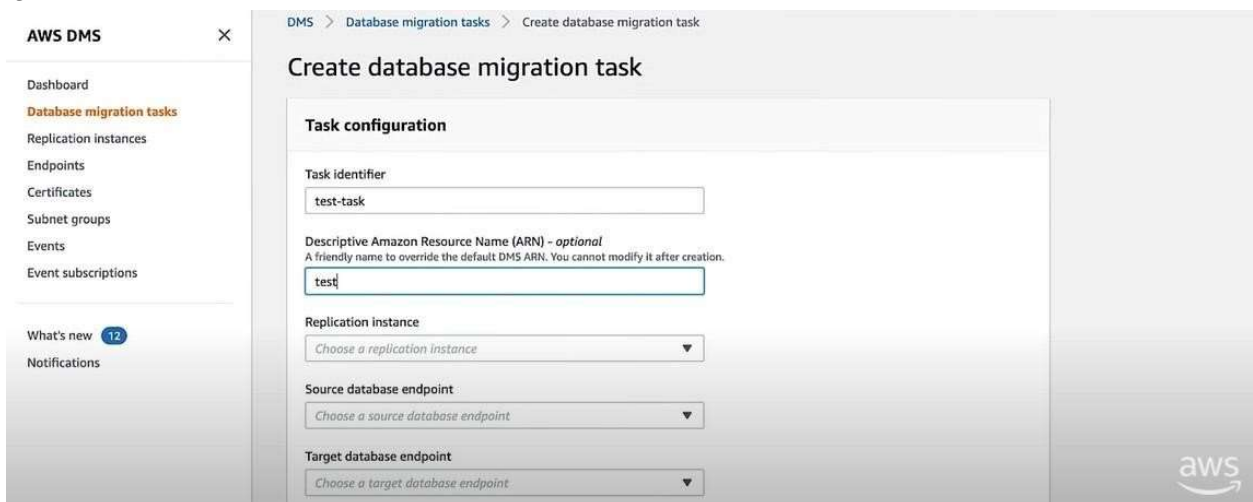 AWS DMS
Dashboard
Database migration tasks
Replication instances
Endpoints
Certificates
Subnet groups
Events
Event subscriptions
What's new 12
Notifications
DMS > Database migration tasks > Create database migration task
Create database migration task
Task configuration
Task identifier
test-task
Descriptive Amazon Resource Name (ARN) - optional
A friendly name to override the default DMS ARN. You cannot modify it after creation.
test
Replication instance
Choose a replication instance
Source database endpoint
Choose a source database endpoint
Target database endpoint
Choose a target database endpoint
aws